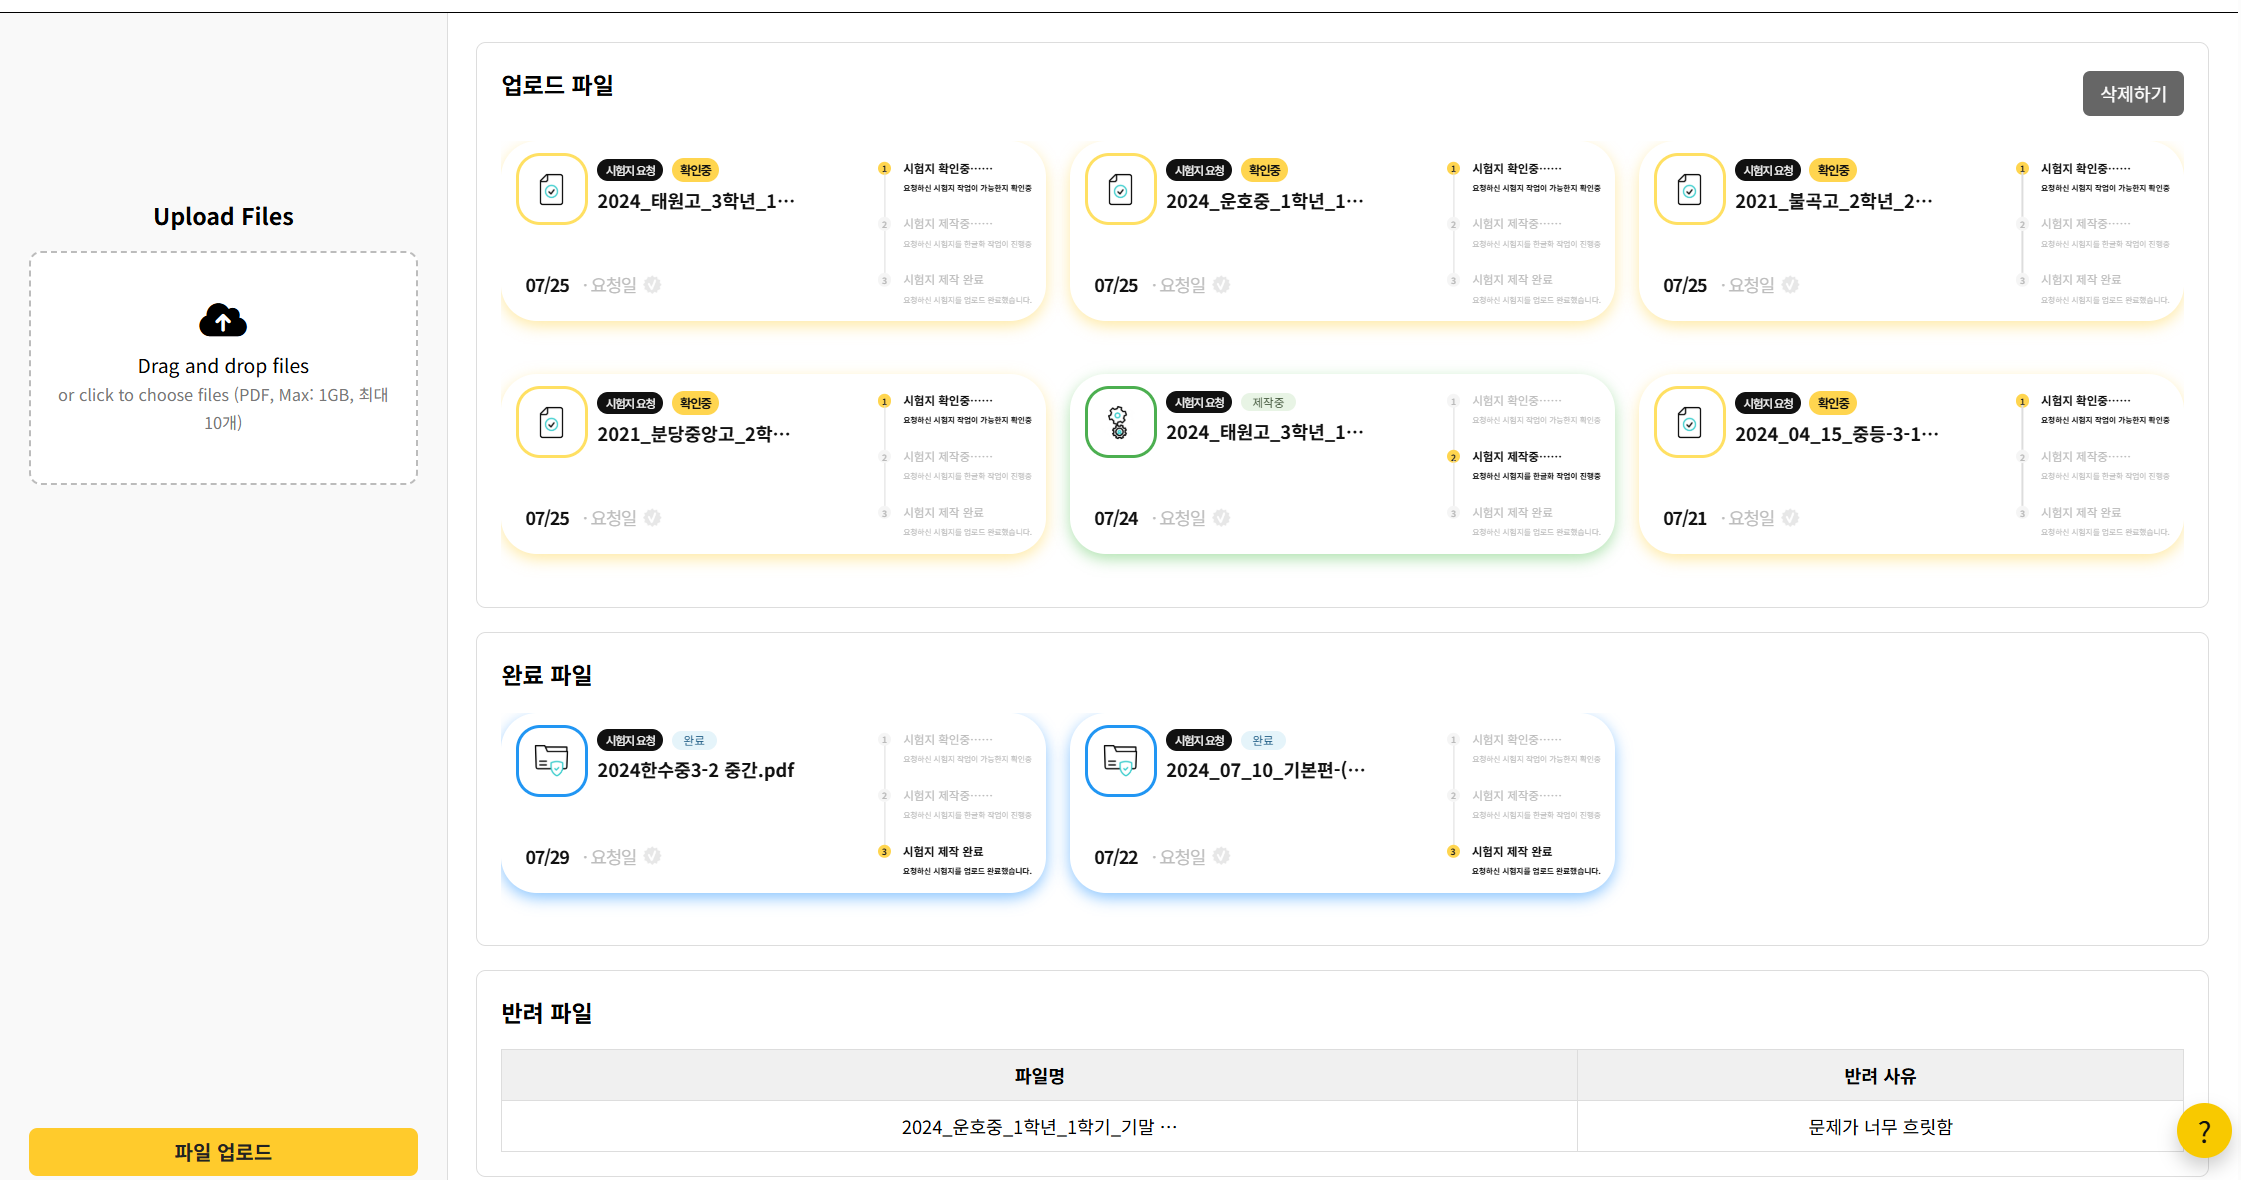 Upload Files
Drag and drop files
or click to choose files (PDF, Max: 1GB, 최대
10개)
파일 업로드
업로드 파일
삭제하기
시험지 요청 확인중
2024_태원고_3학년_1···
07/25 · 요청일
1 시험지 확인중······
요청하신 시험지 작업이 가능한지 확인중
2 시험지 제작중······
요청하신 시험지를 한글화 작업이 진행중
3 시험지 제작 완료
요청하신 시험지를 업로드 완료했습니다.
시험지 요청 확인중
2024_운호중_1학년_1···
07/25 · 요청일
1 시험지 확인중······
요청하신 시험지 작업이 가능한지 확인중
2 시험지 제작중······
요청하신 시험지를 한글화 작업이 진행중
3 시험지 제작 완료
요청하신 시험지를 업로드 완료했습니다.
시험지 요청 확인중
2021_불곡고_2학년_2···
07/25 · 요청일
1 시험지 확인중······
요청하신 시험지 작업이 가능한지 확인중
2 시험지 제작중······
요청하신 시험지를 한글화 작업이 진행중
3 시험지 제작 완료
요청하신 시험지를 업로드 완료했습니다.
시험지 요청 확인중
2021_분당중앙고_2학···
07/25 · 요청일
1 시험지 확인중······
요청하신 시험지 작업이 가능한지 확인중
2 시험지 제작중······
요청하신 시험지를 한글화 작업이 진행중
3 시험지 제작 완료
요청하신 시험지를 업로드 완료했습니다.
시험지 요청 제작중
2024_태원고_3학년_1···
07/24 · 요청일
1 시험지 확인중······
요청하신 시험지 작업이 가능한지 확인중
2 시험지 제작중······
요청하신 시험지를 한글화 작업이 진행중
3 시험지 제작 완료
요청하신 시험지를 업로드 완료했습니다.
시험지 요청 확인중
2024_04_15_중등-3-1···
07/21 · 요청일
1 시험지 확인중······
요청하신 시험지 작업이 가능한지 확인중
2 시험지 제작중······
요청하신 시험지를 한글화 작업이 진행중
3 시험지 제작 완료
요청하신 시험지를 업로드 완료했습니다.
완료 파일
시험지 요청 완료
2024한수중3-2 중간.pdf
07/29 · 요청일
1 시험지 확인중······
요청하신 시험지 작업이 가능한지 확인중
2 시험지 제작중······
요청하신 시험지를 한글화 작업이 진행중
3 시험지 제작 완료
요청하신 시험지를 업로드 완료했습니다.
시험지 요청 완료
2024_07_10_기본편-(···
07/22 · 요청일
1 시험지 확인중······
요청하신 시험지 작업이 가능한지 확인중
2 시험지 제작중······
요청하신 시험지를 한글화 작업이 진행중
3 시험지 제작 완료
요청하신 시험지를 업로드 완료했습니다.
반려 파일
파일명 반려 사유
2024_운호중_1학년_1학기_기말 ··· 문제가 너무 흐릿함
?